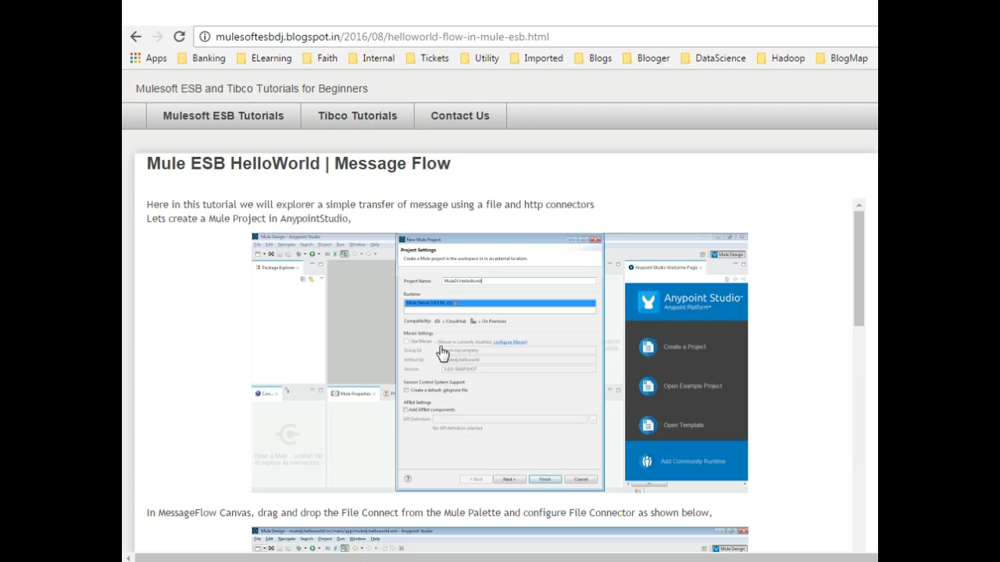 mulesoftesbdj.blogspot.in/2016/08/helloworld-flow-in-mule-esb.html
Apps Banking ELearning Faith Internal Tickets Utility Imported Blogs Blooger DataScience Hadoop BlogMap
Mulesoft ESB and Tibco Tutorials for Beginners
Mulesoft ESB Tutorials Tibco Tutorials Contact Us
Mule ESB HelloWorld | Message Flow
Here in this tutorial we will explorer a simple transfer of message using a file and http connectors
Lets create a Mule Project in AnypointStudio,
Mule Design - Anypoint Studio
File Edit Navigate Search Project Run Window Help
Mule Design
Package Explorer
New Mule Project
Project Settings
Create a Mule project in the workspace or in an external location.
Project Name: MuleDJ.HelloWorld
Runtime
Mule Server 3.8.2 EE
Compatibility: = CloudHub = On Premises
Maven Settings
Use Maven - (Maven is currently disabled, configure Maven)
Group Id
Artifact Id
Version: 1.0.0-SNAPSHOT
Version Control System Support
Create a default .gitignore file
APIkit Settings
Add APIkit components
API Definition:
No API definition selected
< Back Next > Finish Cancel
Con...
Mule Properties
Open a Mule ...uration file
to explore its connectors.
Anypoint Studio Welcome Page
Anypoint Studio
Anypoint Platform
Create a Project
Open Example Project
Open Template
Add Community Runtime
In MessageFlow Canvas, drag and drop the File Connect from the Mule Palette and configure File Connector as shown below,
Mule Design - muledj.helloworld/src/main/app/muledj.helloworld.xml - Anypoint Studio
File Edit Navigate Search Project Run Window Help
Mule Design